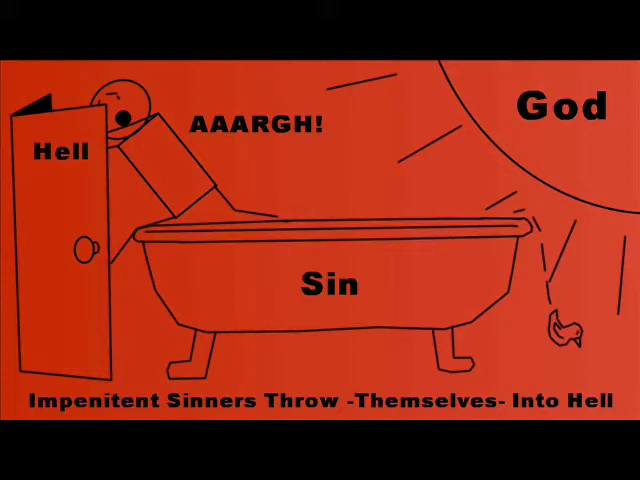 God
AAARGH!
Hell
Sin
Impenitent Sinners Throw -Themselves- Into Hell